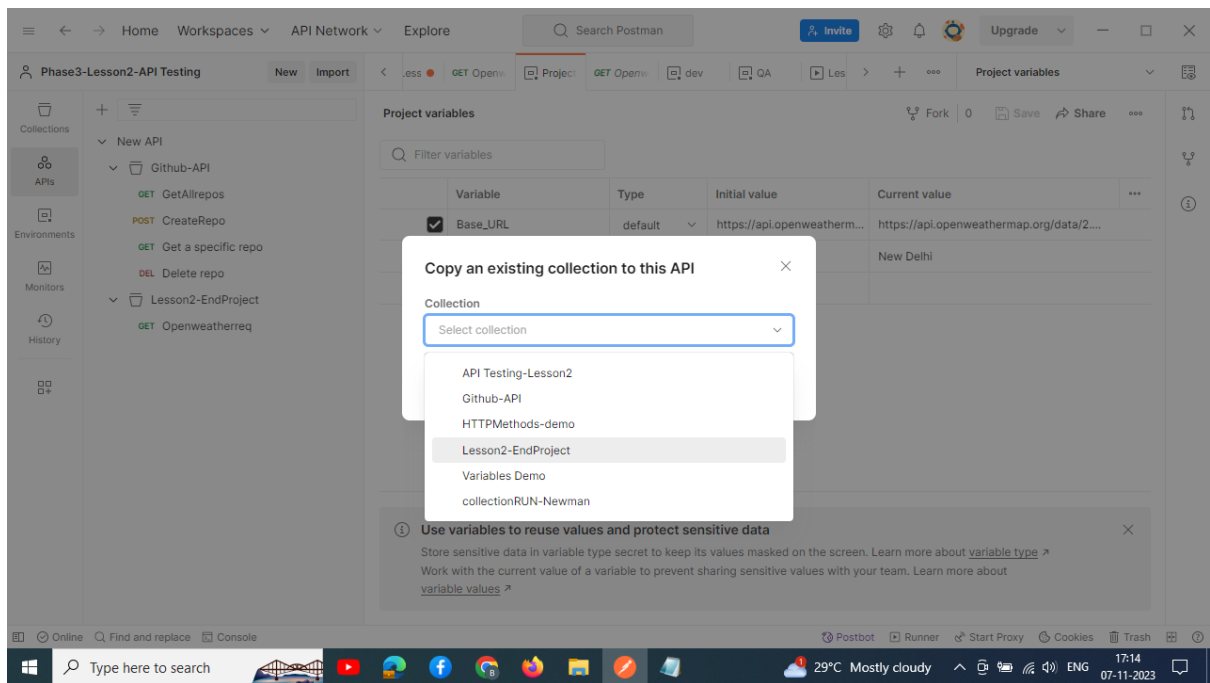 Home Workspaces API Network Explore Search Postman Invite Upgrade
Phase3-Lesson2-API Testing New Import .ess GET Openw Project GET Openw dev QA Les Project variables
Collections
APIs
Environments
Monitors
History
New API
Github-API
GET GetAllrepos
POST CreateRepo
GET Get a specific repo
DEL Delete repo
Lesson2-EndProject
GET Openweatherreq
Project variables Fork 0 Save Share
Filter variables
Variable Type Initial value Current value
Base_URL default https://api.openweatherm... https://api.openweathermap.org/data/2....
New Delhi
Copy an existing collection to this API
Collection
Select collection
API Testing-Lesson2
Github-API
HTTPMethods-demo
Lesson2-EndProject
Variables Demo
collectionRUN-Newman
Use variables to reuse values and protect sensitive data
Store sensitive data in variable type secret to keep its values masked on the screen. Learn more about variable type
Work with the current value of a variable to prevent sharing sensitive values with your team. Learn more about
variable values
Online Find and replace Console Postbot Runner Start Proxy Cookies Trash
Type here to search 1 29°C Mostly cloudy ENG 17:14
07-11-2023